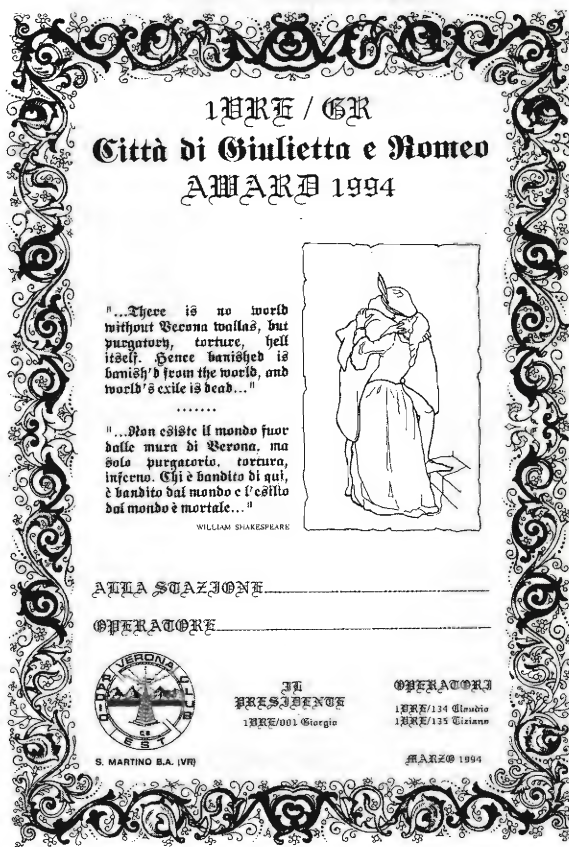 1VRE / GR
Città di Giulietta e Romeo
AWARD 1994
"...There is no world
without Verona wallas, but
purgatory, torture, hell
itself. Hence banished is
banish'd from the world, and
world's exile is dead..."
.......
"...Non esiste il mondo fuor
dalle mura di Verona, ma
solo purgatorio, tortura,
inferno. Chi è bandito di qui,
è bandito dal mondo e l'esilio
dal mondo è mortale..."
WILLIAM SHAKESPEARE
ALLA STAZIONE
OPERATORE
VERONA
CLUB
CB
EST
S. MARTINO B.A. (VR)
IL
PRESIDENTE
1VRE/001 Giorgio
OPERATORI
1VRE/134 Claudio
1VRE/135 Tiziano
MARZO 1994